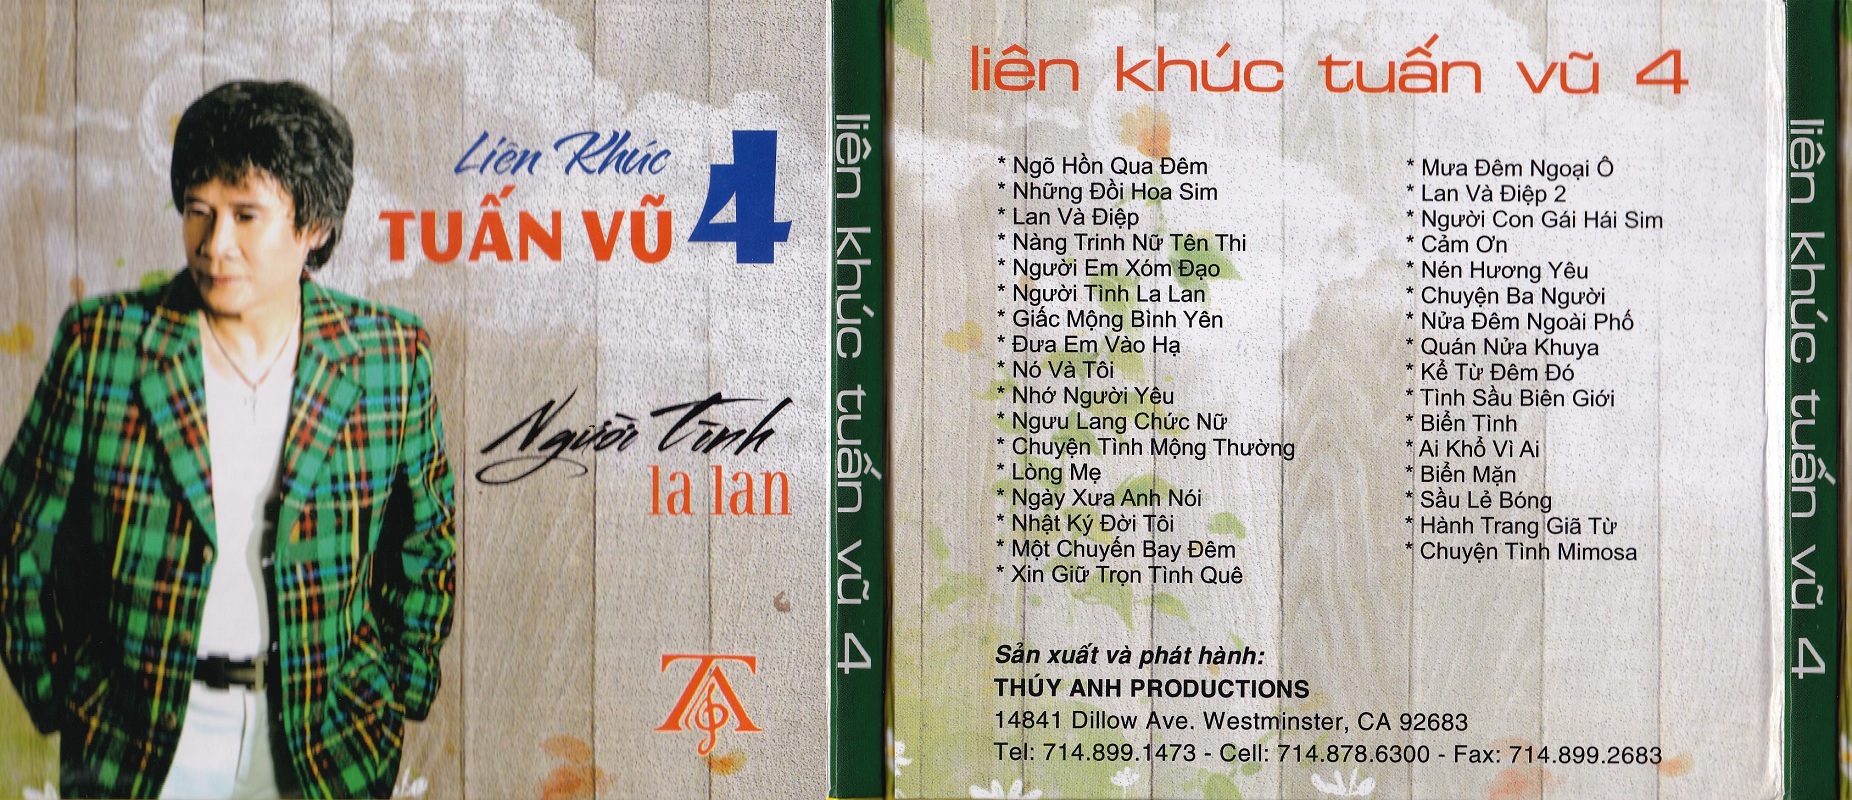 Liên Khúc
TUẤN VŨ 4
Người Tình
la lan
TA
liên khúc tuấn vũ 4
liên khúc tuấn vũ 4
* Ngõ Hồn Qua Đêm
* Những Đồi Hoa Sim
* Lan Và Điệp
* Nàng Trinh Nữ Tên Thi
* Người Em Xóm Đạo
* Người Tình La Lan
* Giấc Mộng Bình Yên
* Đưa Em Vào Hạ
* Nó Và Tôi
* Nhớ Người Yêu
* Ngưu Lang Chức Nữ
* Chuyện Tình Mộng Thường
* Lòng Mẹ
* Ngày Xưa Anh Nói
* Nhật Ký Đời Tôi
* Một Chuyến Bay Đêm
* Xin Giữ Trọn Tình Quê
* Mưa Đêm Ngoại Ô
* Lan Và Điệp 2
* Người Con Gái Hái Sim
* Cảm Ơn
* Nén Hương Yêu
* Chuyện Ba Người
* Nửa Đêm Ngoài Phố
* Quán Nửa Khuya
* Kể Từ Đêm Đó
* Tình Sầu Biên Giới
* Biển Tình
* Ai Khổ Vì Ai
* Biển Mặn
* Sầu Lẻ Bóng
* Hành Trang Giã Từ
* Chuyện Tình Mimosa
Sản xuất và phát hành:
THÚY ANH PRODUCTIONS
14841 Dillow Ave. Westminster, CA 92683
Tel: 714.899.1473 - Cell: 714.878.6300 - Fax: 714.899.2683
liên khúc tuấn vũ 4